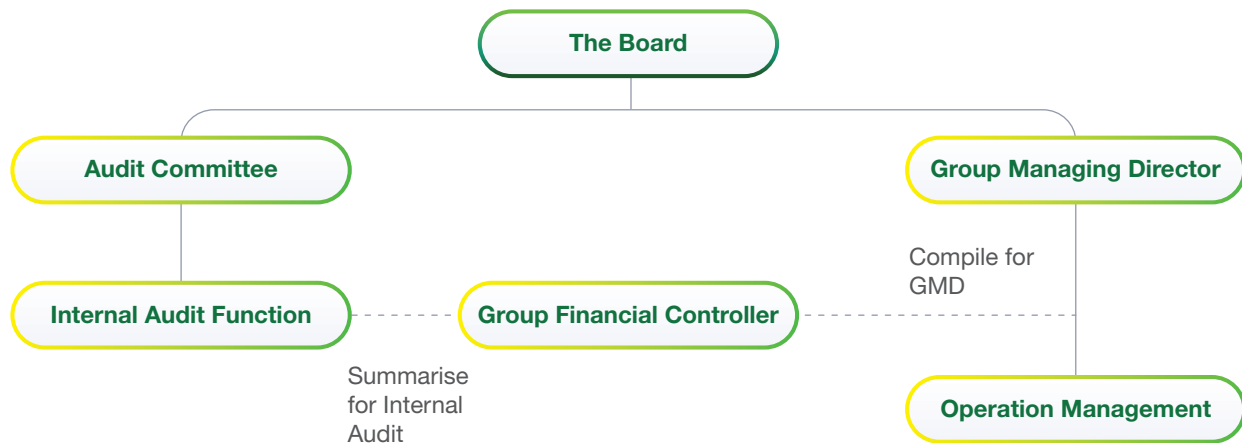 The Board
Audit Committee
Group Managing Director
Compile for
GMD
Internal Audit Function
Group Financial Controller
Summarise
for Internal
Audit
Operation Management